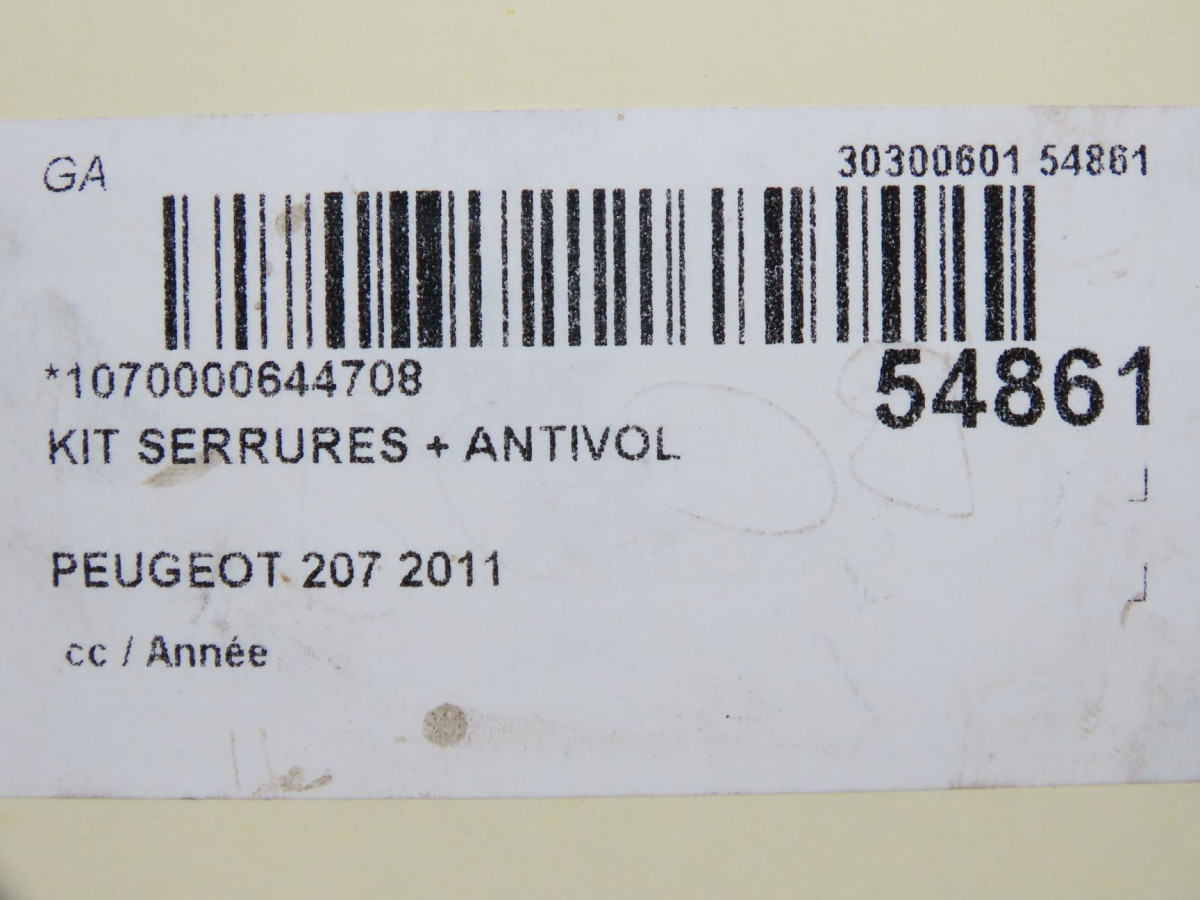 GA
30300601 54861
*1070000644708
54861
KIT SERRURES + ANTIVOL
PEUGEOT 207 2011
cc / Année